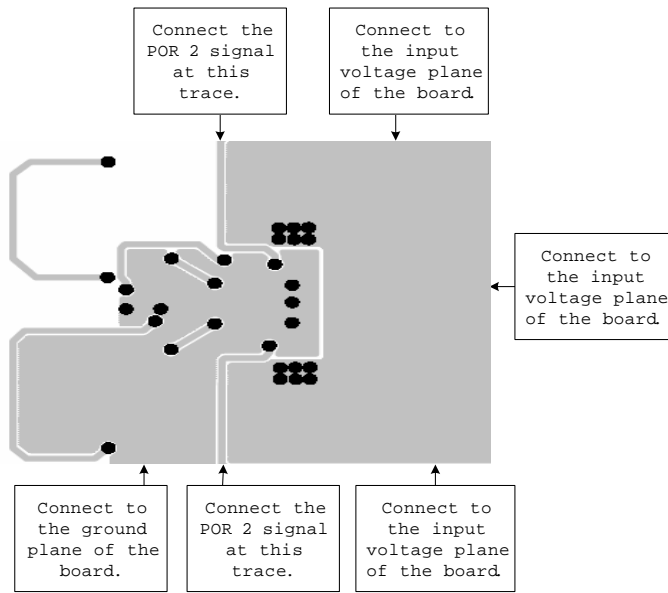 Connect the
POR 2 signal
at this
trace.
Connect to
the input
voltage plane
of the board.
Connect to
the input
voltage plane
of the board.
Connect to
the ground
plane of the
board.
Connect the
POR 2 signal
at this
trace.
Connect to
the input
voltage plane
of the board.